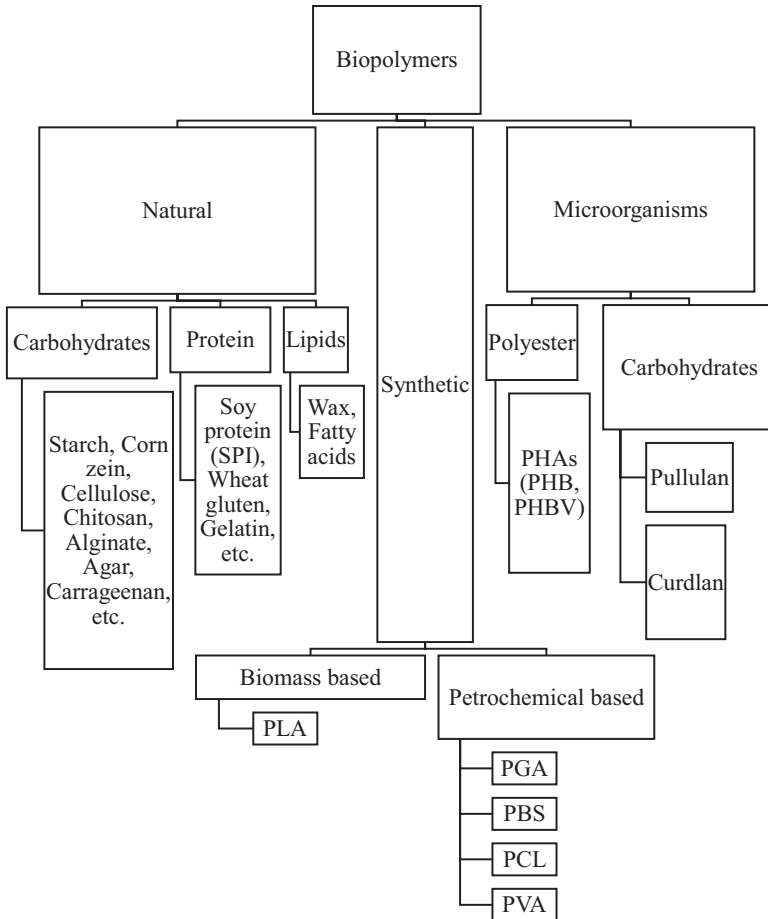 Biopolymers
Natural
Synthetic
Microorganisms
Carbohydrates
Protein
Lipids
Polyester
Carbohydrates
Starch, Corn
zein,
Cellulose,
Chitosan,
Alginate,
Agar,
Carrageenan,
etc.
Soy
protein
(SPI),
Wheat
gluten,
Gelatin,
etc.
Wax,
Fatty
acids
PHAs
(PHB,
PHBV)
Pullulan
Curdlan
Biomass based
Petrochemical based
PLA
PGA
PBS
PCL
PVA